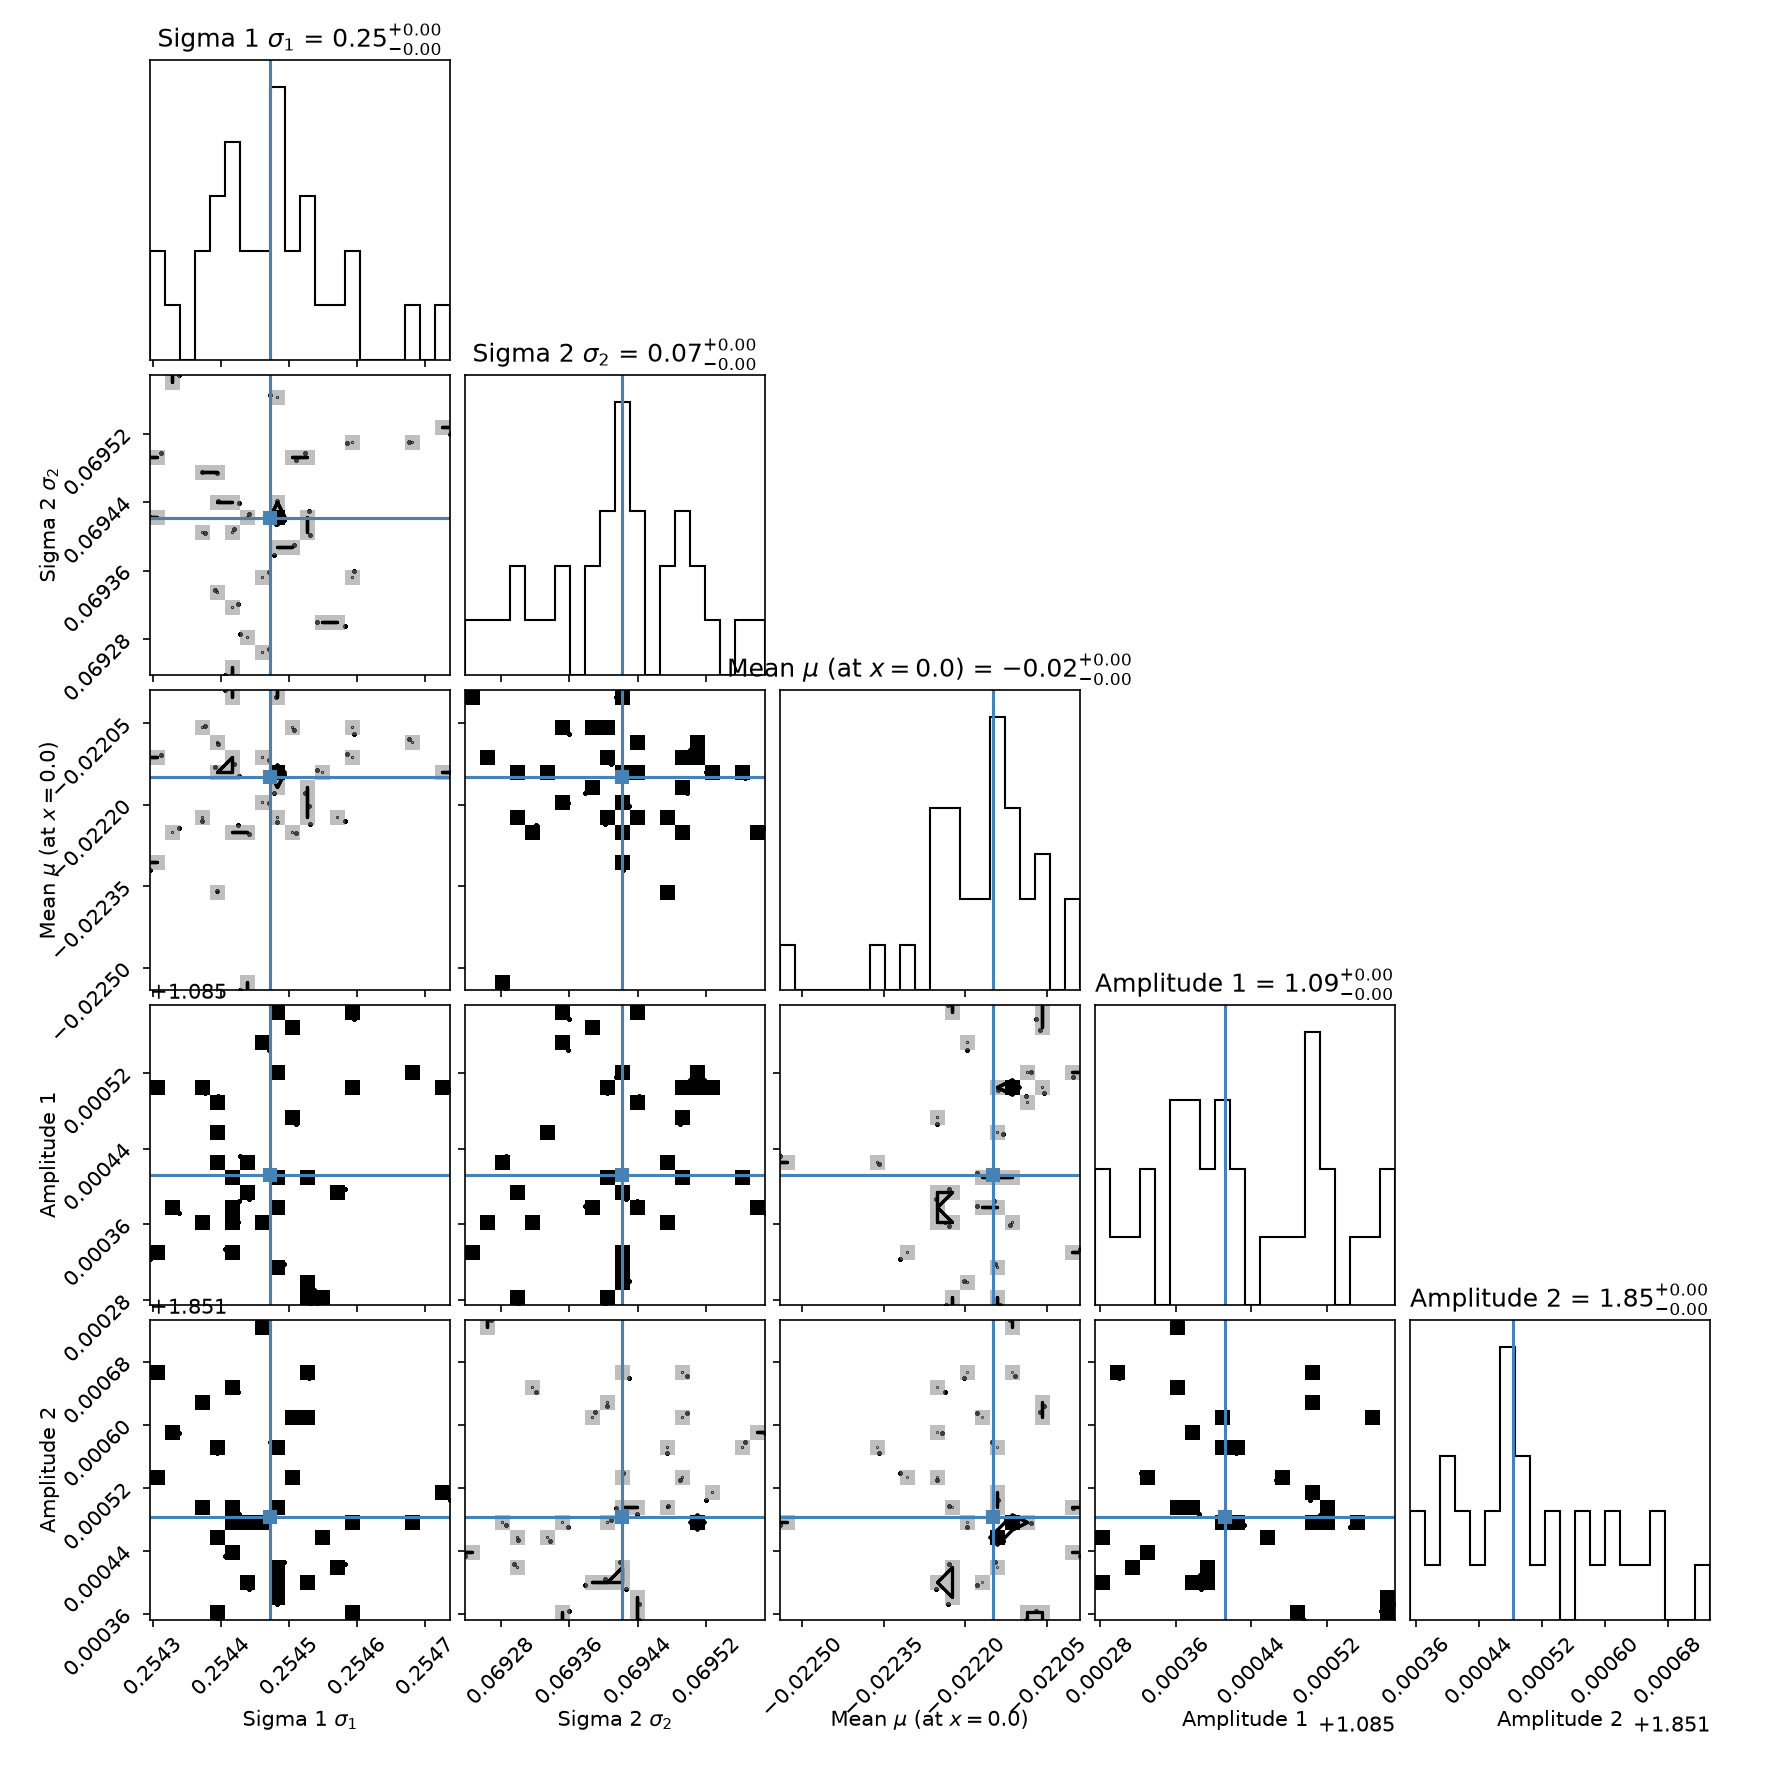 Sigma 1 σ₁ = 0.25 +0.00 −0.00
Sigma 2 σ₂ = 0.07 +0.00 −0.00
Sigma 2 σ₂
0.06952
0.06944
0.06936
0.06928
Mean μ (at x = 0.0) = −0.02 +0.00 −0.00
Mean μ (at x = 0.0)
−0.02205
−0.02220
−0.02235
−0.02250
Amplitude 1 = 1.09 +0.00 −0.00
+1.085
Amplitude 1
0.00052
0.00044
0.00036
0.00028
Amplitude 2 = 1.85 +0.00 −0.00
+1.851
Amplitude 2
0.00068
0.00060
0.00052
0.00044
0.00036
0.2543 0.2544 0.2545 0.2546 0.2547 0.06928 0.06936 0.06944 0.06952 −0.02250 −0.02235 −0.02220 −0.02205 0.00028 0.00036 0.00044 0.00052 0.00036 0.00044 0.00052 0.00060 0.00068
Sigma 1 σ₁ Sigma 2 σ₂ Mean μ (at x = 0.0) Amplitude 1 +1.085 Amplitude 2 +1.851